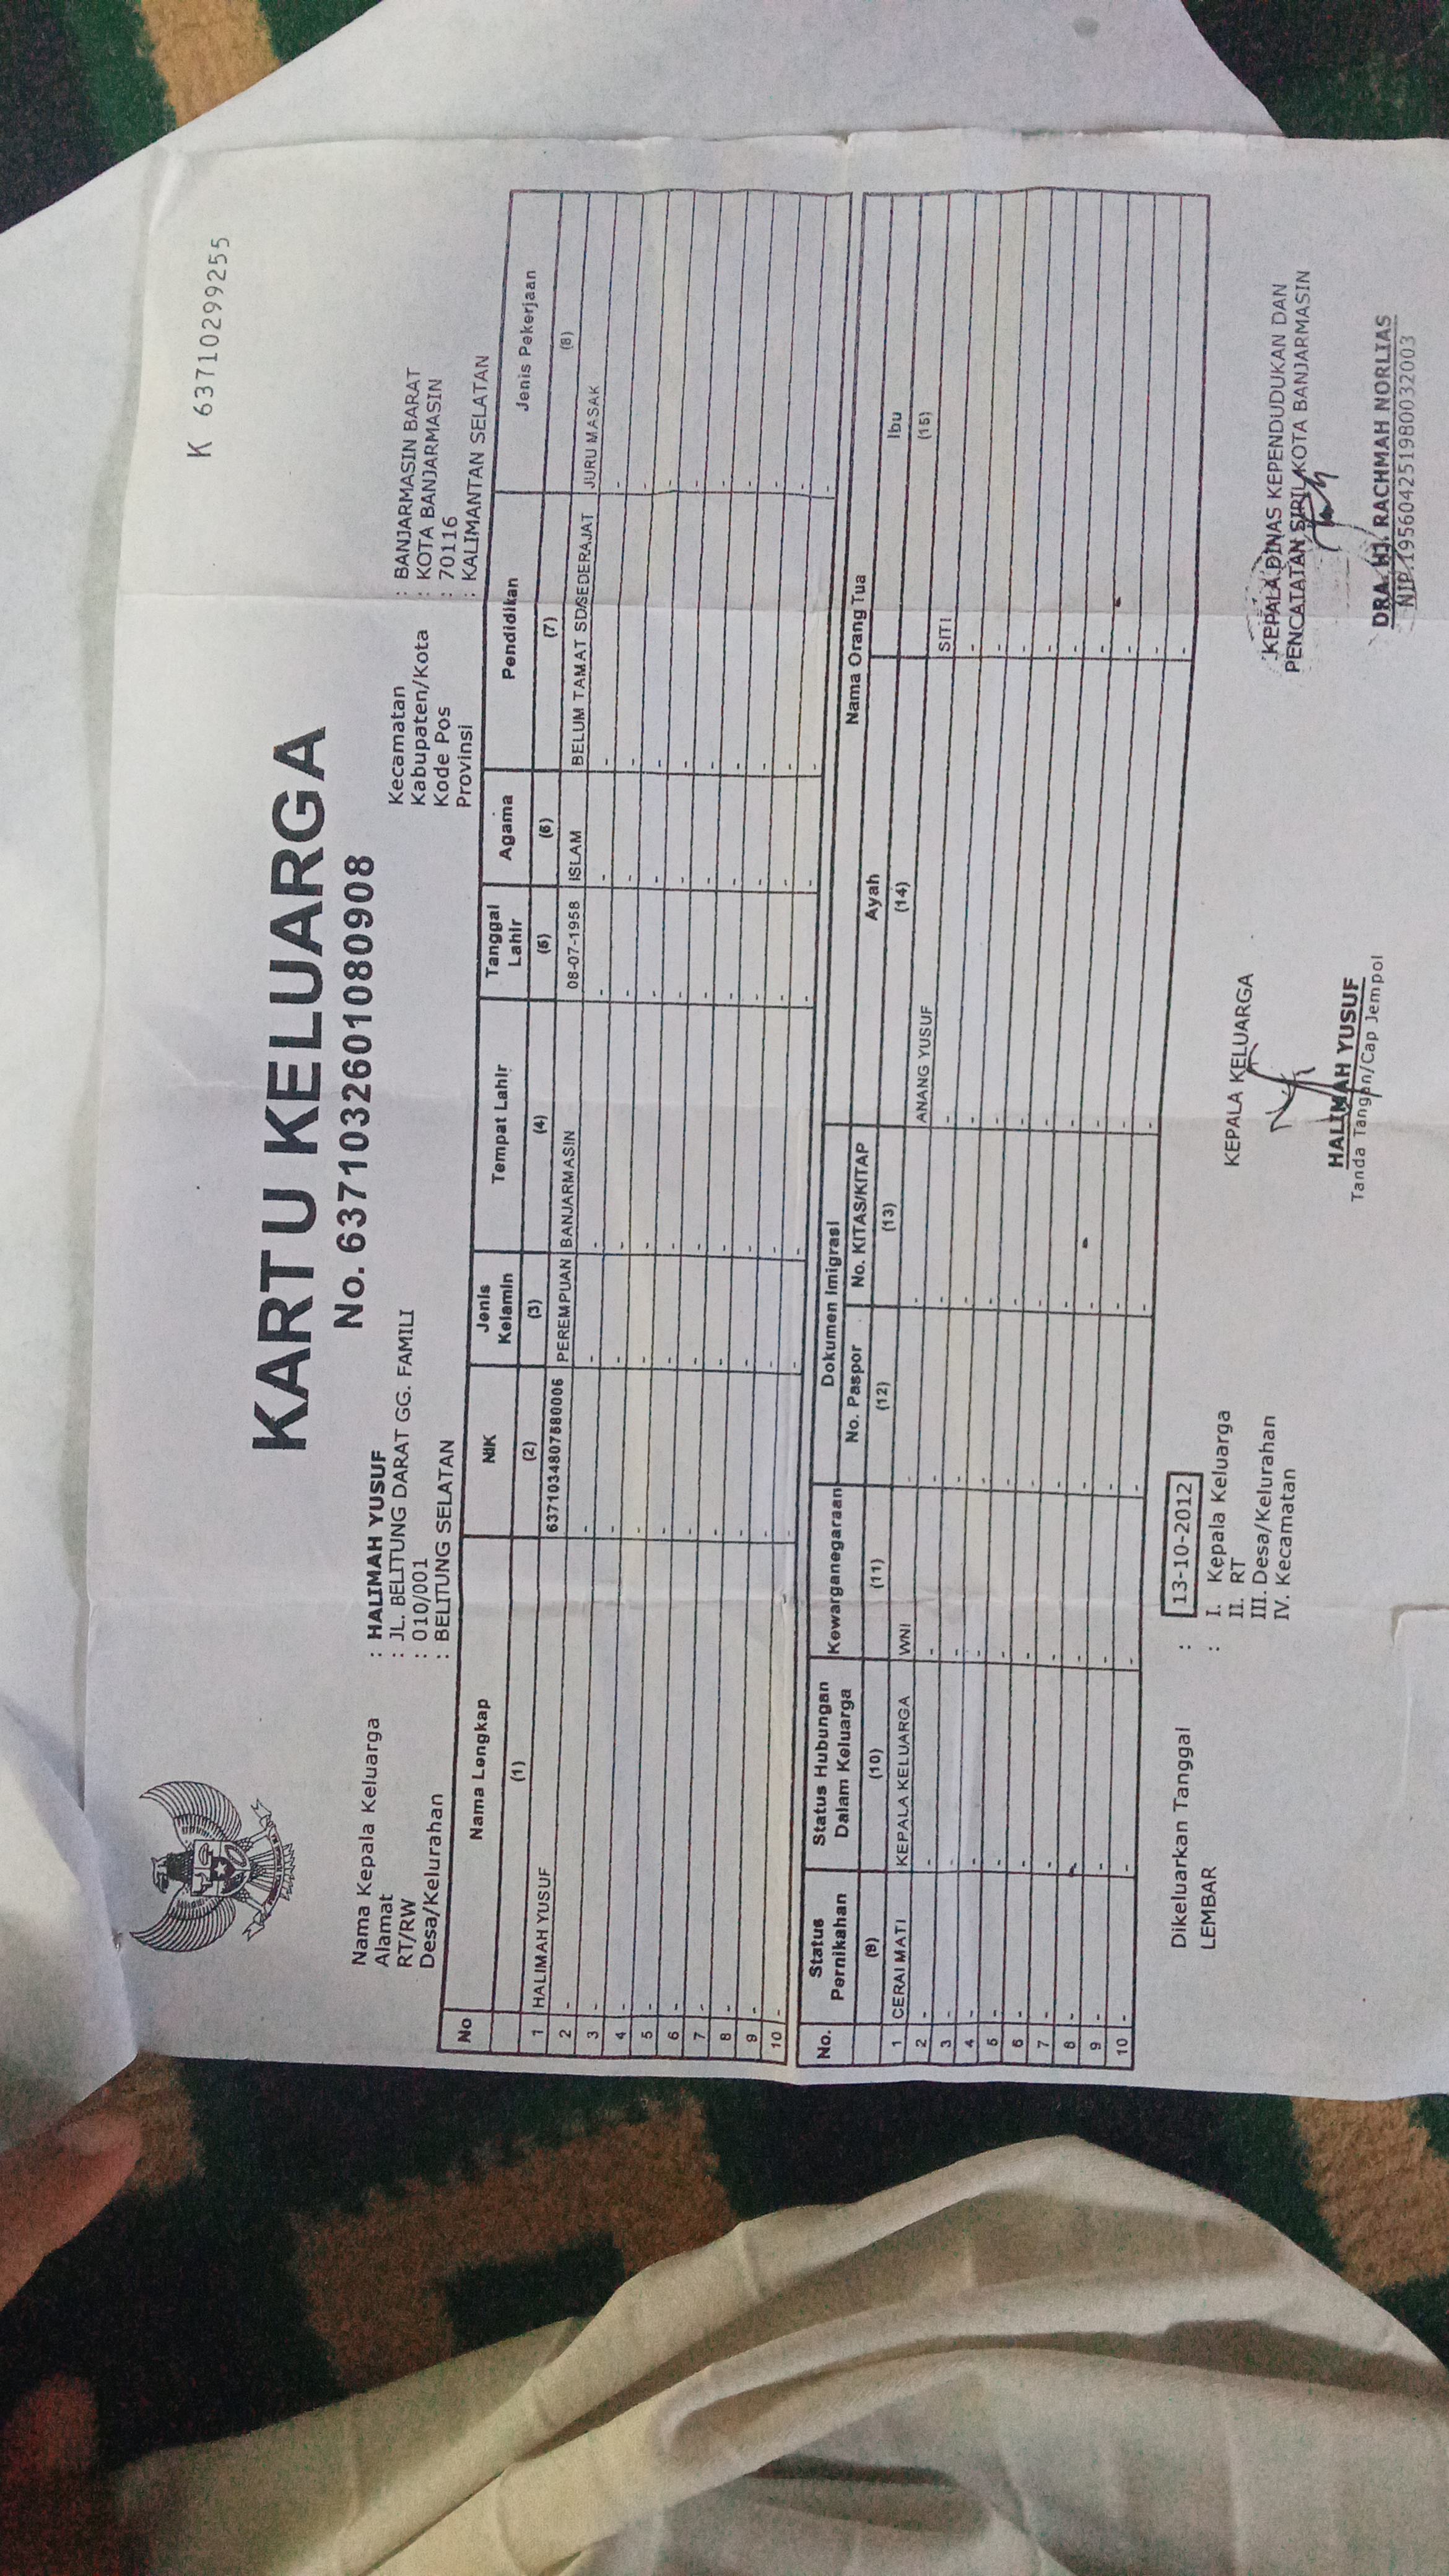 K 63710299255
KARTU KELUARGA
No. 6371032601080908
Nama Kepala Keluarga : HALIMAH YUSUF
Alamat : JL. BELITUNG DARAT GG. FAMILI
RT/RW : 010/001
Desa/Kelurahan : BELITUNG SELATAN
Kecamatan : BANJARMASIN BARAT
Kabupaten/Kota : KOTA BANJARMASIN
Kode Pos : 70116
Provinsi : KALIMANTAN SELATAN
No Nama Lengkap NIK Jenis Kelamin Tempat Lahir Tanggal Lahir Agama Pendidikan Jenis Pekerjaan
(1) (2) (3) (4) (5) (6) (7) (8)
1 HALIMAH YUSUF 6371034807580006 PEREMPUAN BANJARMASIN 08-07-1958 ISLAM BELUM TAMAT SD/SEDERAJAT JURU MASAK
2 - - - - - - - -
3 - - - - - - - -
4 - - - - - - - -
5 - - - - - - - -
6 - - - - - - - -
7 - - - - - - - -
8 - - - - - - - -
9 - - - - - - - -
10 - - - - - - - -
No. Status Pernikahan Status Hubungan Dalam Keluarga Kewarganegaraan Dokumen Imigrasi Nama Orang Tua
No. Paspor No. KITAS/KITAP Ayah Ibu
(9) (10) (11) (12) (13) (14) (15)
1 CERAI MATI KEPALA KELUARGA WNI - - ANANG YUSUF SITI
2 - - - - - - -
3 - - - - - - -
4 - - - - - - -
5 - - - - - - -
6 - - - - - - -
7 - - - - - - -
8 - - - - - - -
9 - - - - - - -
10 - - - - - - -
Dikeluarkan Tanggal : 13-10-2012
LEMBAR : I. Kepala Keluarga
II. RT
III. Desa/Kelurahan
IV. Kecamatan
KEPALA KELUARGA
HALIMAH YUSUF
Tanda Tangan/Cap Jempol
KEPALA DINAS KEPENDUDUKAN DAN
PENCATATAN SIPIL KOTA BANJARMASIN
DRA. HJ. RACHMAH NORLIAS
NIP.195604251980032003